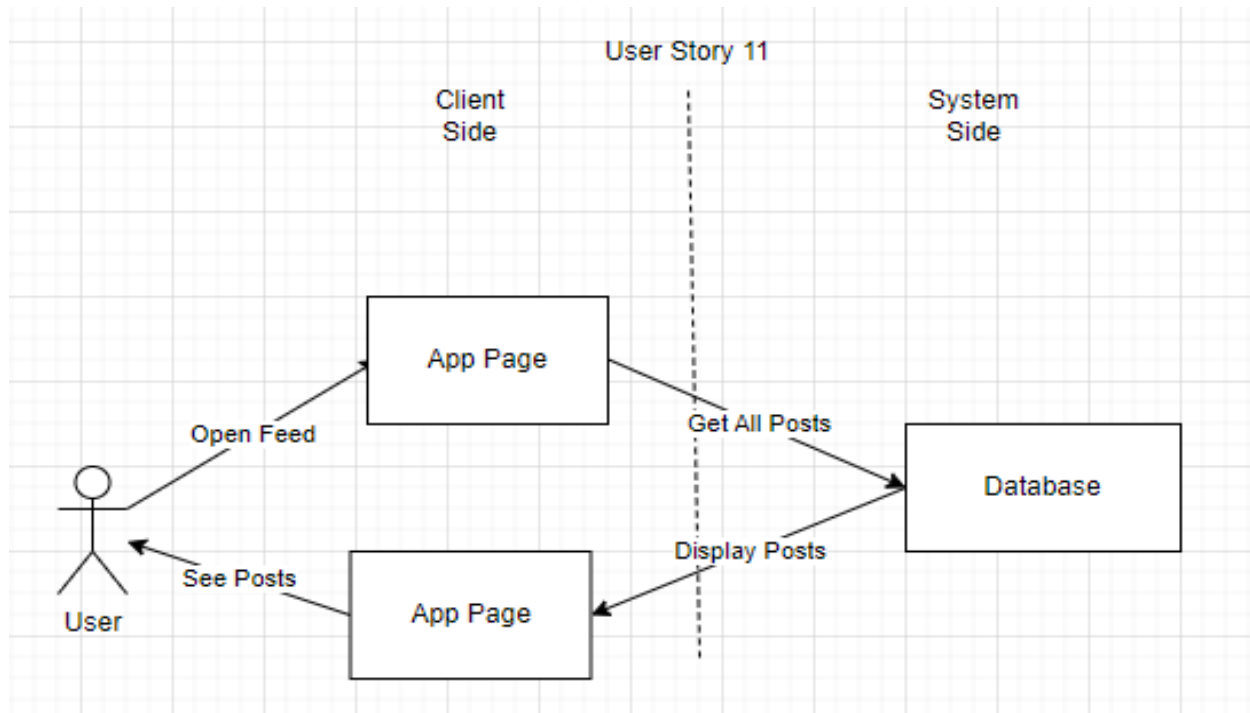 User Story 11
Client
Side
System
Side
App Page
Open Feed
Get All Posts
Database
Display Posts
See Posts
App Page
User